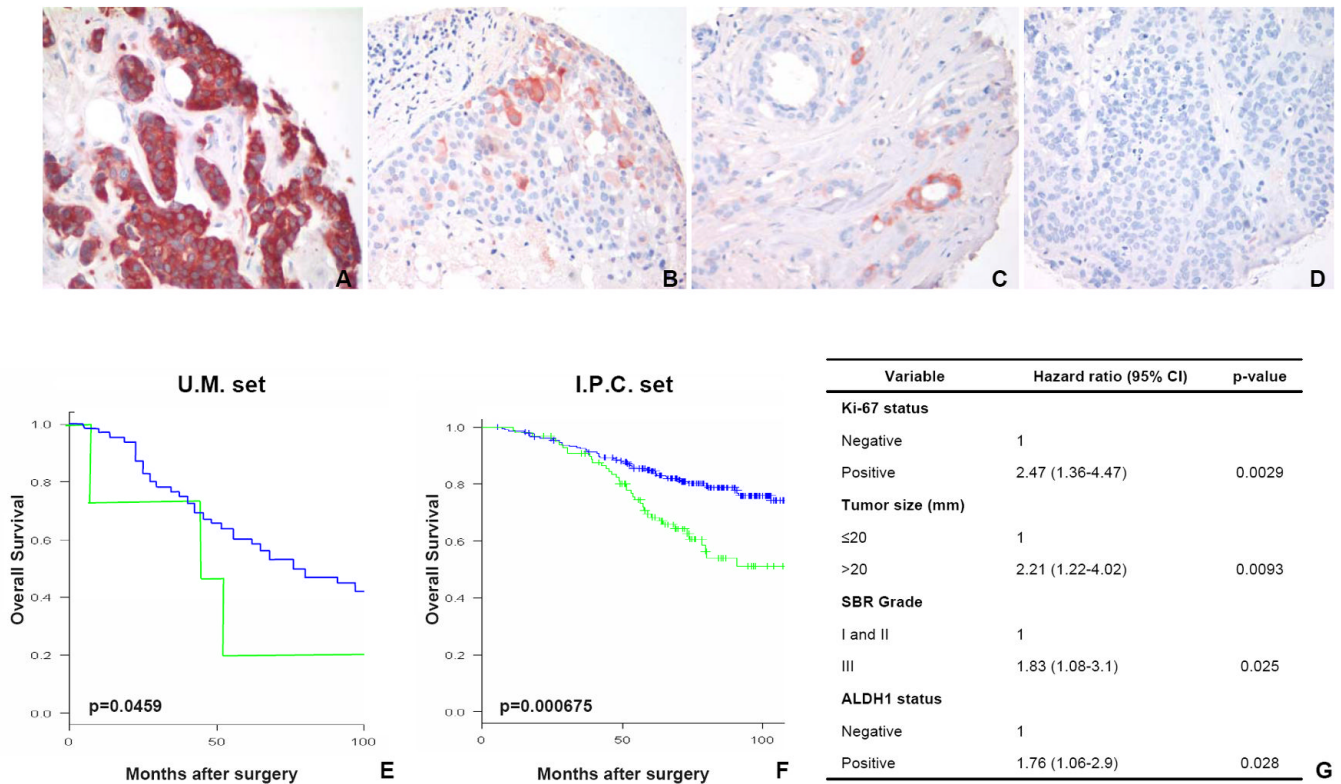 A
B
C
D
U.M. set
Overall Survival
1.0
0.8
0.6
0.4
0.2
0.0
p=0.0459
0
50
100
Months after surgery
E
I.P.C. set
Overall Survival
1.0
0.8
0.6
0.4
0.2
0.0
p=0.000675
0
50
100
Months after surgery
F
Variable Hazard ratio (95% CI) p-value
Ki-67 status
Negative 1
Positive 2.47 (1.36-4.47) 0.0029
Tumor size (mm)
≤20 1
>20 2.21 (1.22-4.02) 0.0093
SBR Grade
I and II 1
III 1.83 (1.08-3.1) 0.025
ALDH1 status
Negative 1
Positive 1.76 (1.06-2.9) 0.028
G